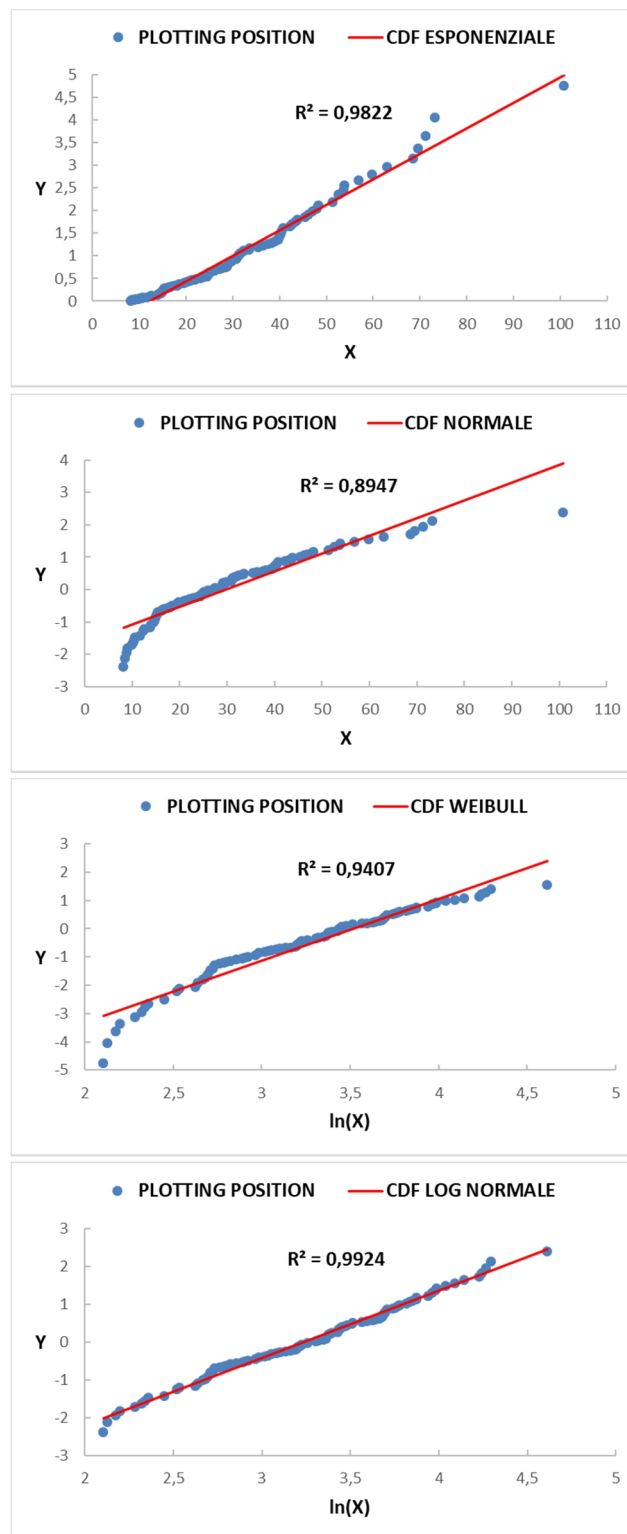 PLOTTING POSITION CDF ESPONENZIALE
5
4,5
4
3,5
3
2,5
2
1,5
1
0,5
0
Y
R² = 0,9822
0 10 20 30 40 50 60 70 80 90 100 110
X
PLOTTING POSITION CDF NORMALE
4
3
2
1
0
-1
-2
-3
Y
R² = 0,8947
0 10 20 30 40 50 60 70 80 90 100 110
X
PLOTTING POSITION CDF WEIBULL
3
2
1
0
-1
-2
-3
-4
-5
Y
R² = 0,9407
2 2,5 3 3,5 4 4,5 5
ln(X)
PLOTTING POSITION CDF LOG NORMALE
3
2
1
0
-1
-2
-3
Y
R² = 0,9924
2 2,5 3 3,5 4 4,5 5
ln(X)